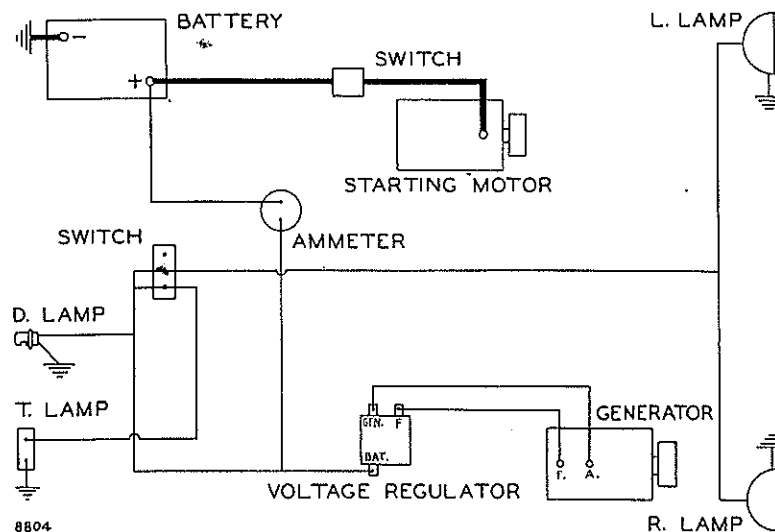 BATTERY
L. LAMP
-
SWITCH
+
STARTING MOTOR
SWITCH
AMMETER
D. LAMP
T. LAMP
GEN. F
GENERATOR
BAT.
F. A.
VOLTAGE REGULATOR
R. LAMP
8804